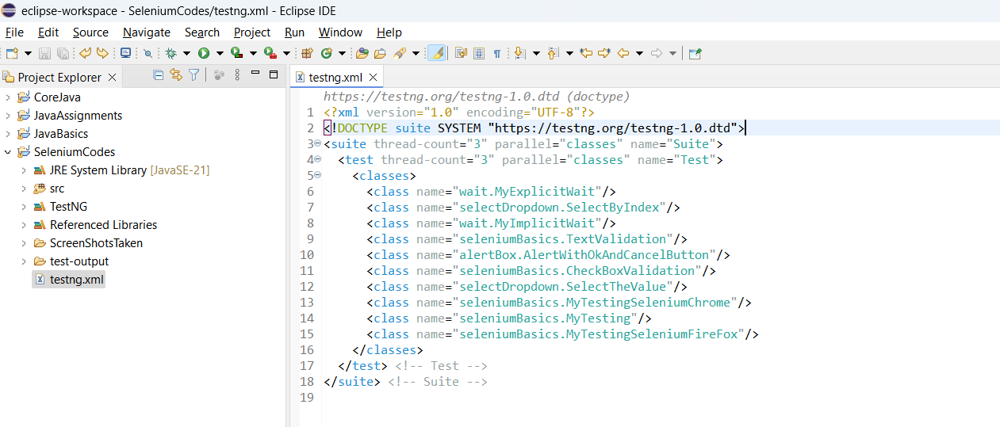 eclipse-workspace - SeleniumCodes/testng.xml - Eclipse IDE
File Edit Source Navigate Search Project Run Window Help
Project Explorer
CoreJava
JavaAssignments
JavaBasics
SeleniumCodes
JRE System Library [JavaSE-21]
src
TestNG
Referenced Libraries
ScreenShotsTaken
test-output
testng.xml
testng.xml
https://testng.org/testng-1.0.dtd (doctype)
1 <?xml version="1.0" encoding="UTF-8"?>
2 <!DOCTYPE suite SYSTEM "https://testng.org/testng-1.0.dtd">
3 <suite thread-count="3" parallel="classes" name="Suite">
4 <test thread-count="3" parallel="classes" name="Test">
5 <classes>
6 <class name="wait.MyExplicitWait"/>
7 <class name="selectDropdown.SelectByIndex"/>
8 <class name="wait.MyImplicitWait"/>
9 <class name="seleniumBasics.TextValidation"/>
10 <class name="alertBox.AlertWithOkAndCancelButton"/>
11 <class name="seleniumBasics.CheckBoxValidation"/>
12 <class name="selectDropdown.SelectTheValue"/>
13 <class name="seleniumBasics.MyTestingSeleniumChrome"/>
14 <class name="seleniumBasics.MyTesting"/>
15 <class name="seleniumBasics.MyTestingSeleniumFireFox"/>
16 </classes>
17 </test> <!-- Test -->
18 </suite> <!-- Suite -->
19